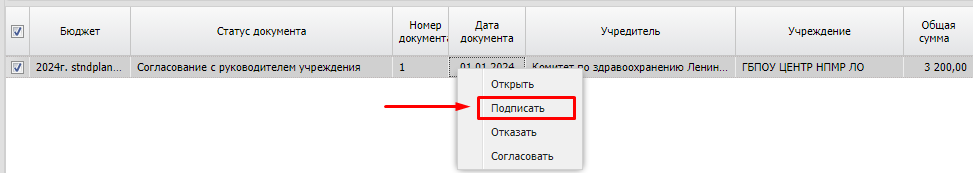 Бюджет Статус документа Номер документа Дата документа Учредитель Учреждение Общая сумма
2024г. stndplan... Согласование с руководителем учреждения 1 01.01.2024 Комитет по здравоохранению Ленин... ГБПОУ ЦЕНТР НПМР ЛО 3 200,00
Открыть
Подписать
Отказать
Согласовать